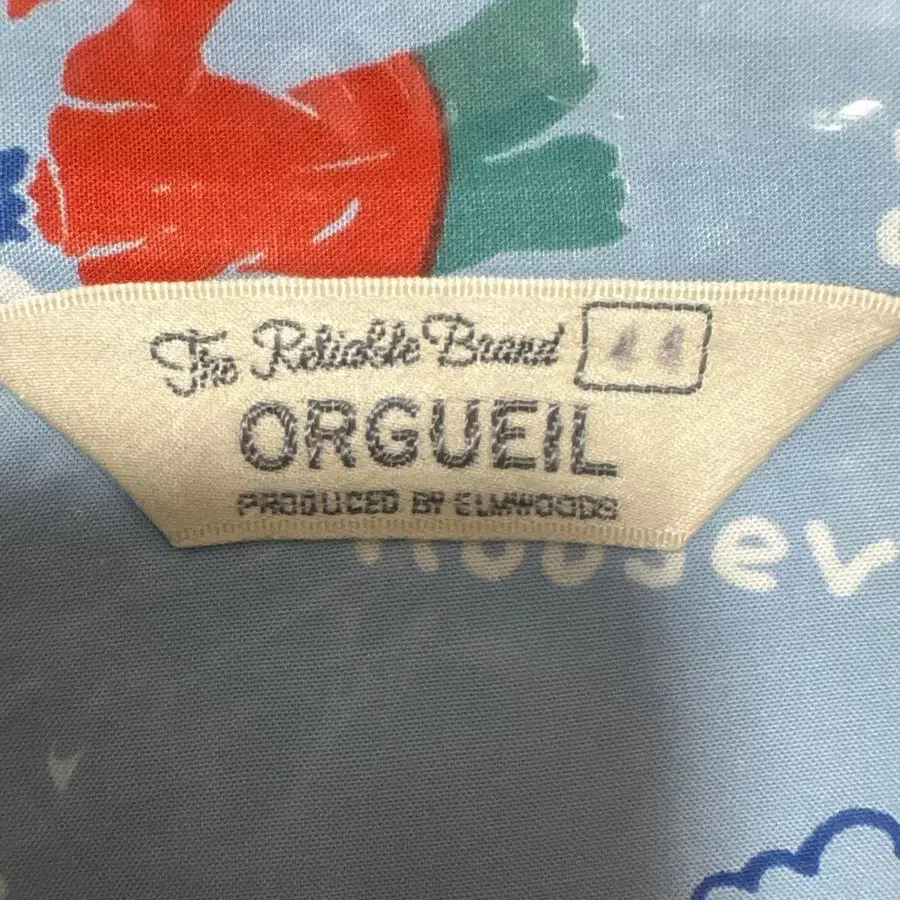 The Reliable Brand 44
ORGUEIL
PRODUCED BY ELMWOODS